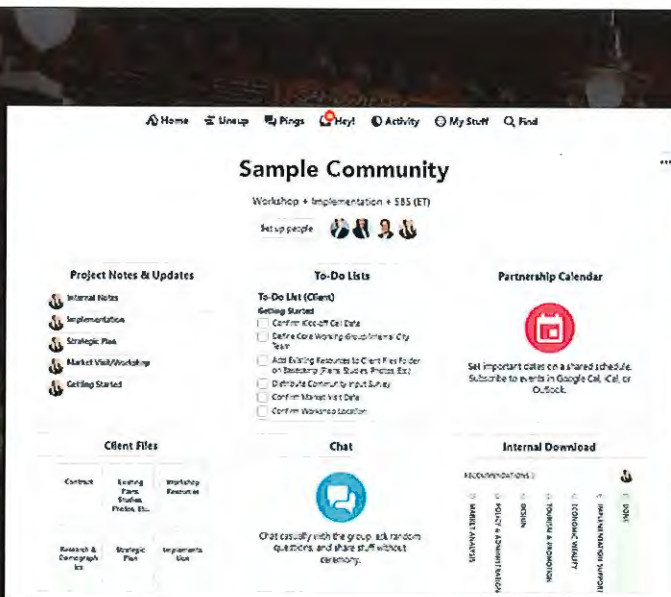 Home Lineup Pings Hey! Activity My Stuff Find
Sample Community
Workshop + Implementation + SBS (ET)
Set up people
Project Notes & Updates
Internal Notes
Implementation
Strategic Plan
Market Visit/Workshop
Getting Started
To-Do Lists
To-Do List (Client)
Getting Started
Confirm Kick-off Call Date
Define Core Working Group/Internal City
Team
Add Existing Resources to Client Files Folder
on Basecamp (Plans, Studies, Photos, Etc.)
Distribute Community Input Survey
Confirm Market Visit Date
Confirm Workshop Location
Partnership Calendar
Set important dates on a shared schedule.
Subscribe to events in Google Cal, iCal, or
Outlook.
Client Files
Contract
Existing
Plans,
Studies,
Photos, Etc.
Workshop
Resources
Research &
Demograph
ics
Strategic
Plan
Implementa
tion
Chat
Chat casually with the group, ask random
questions, and share stuff without
ceremony.
Internal Download
RECOMMENDATIONS
MARKET ANALYSIS
POLICY & ADMINISTRATION
DESIGN
TOURISM & PROMOTION
ECONOMIC VITALITY
IMPLEMENTATION SUPPORT
DONE